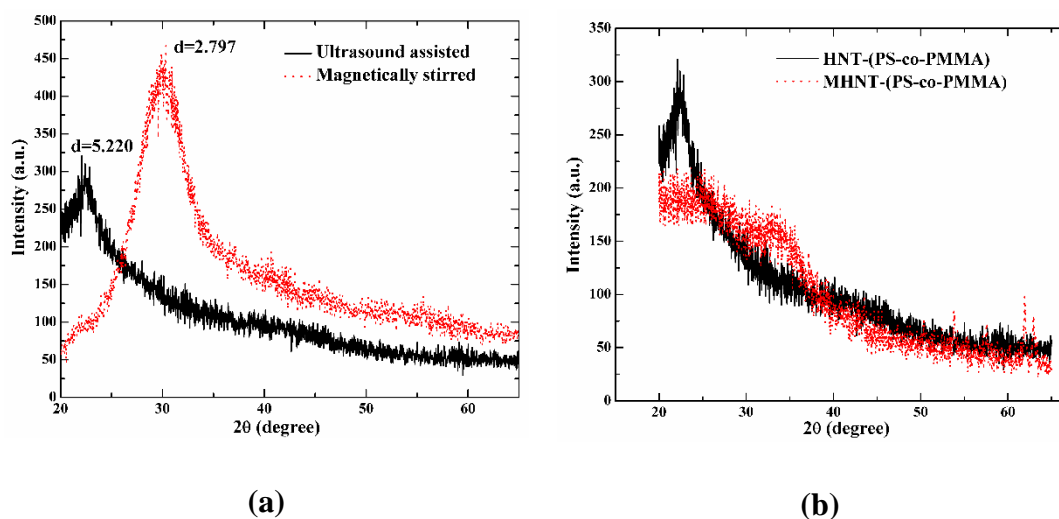 500
450
400
350
300
250
200
150
100
50
0
Intensity (a.u.)
d=2.797
d=5.220
Ultrasound assisted
Magnetically stirred
20 30 40 50 60
2θ (degree)
(a)
350
300
250
200
150
100
50
0
Intensity (a.u.)
HNT-(PS-co-PMMA)
MHNT-(PS-co-PMMA)
20 30 40 50 60
2θ (degree)
(b)